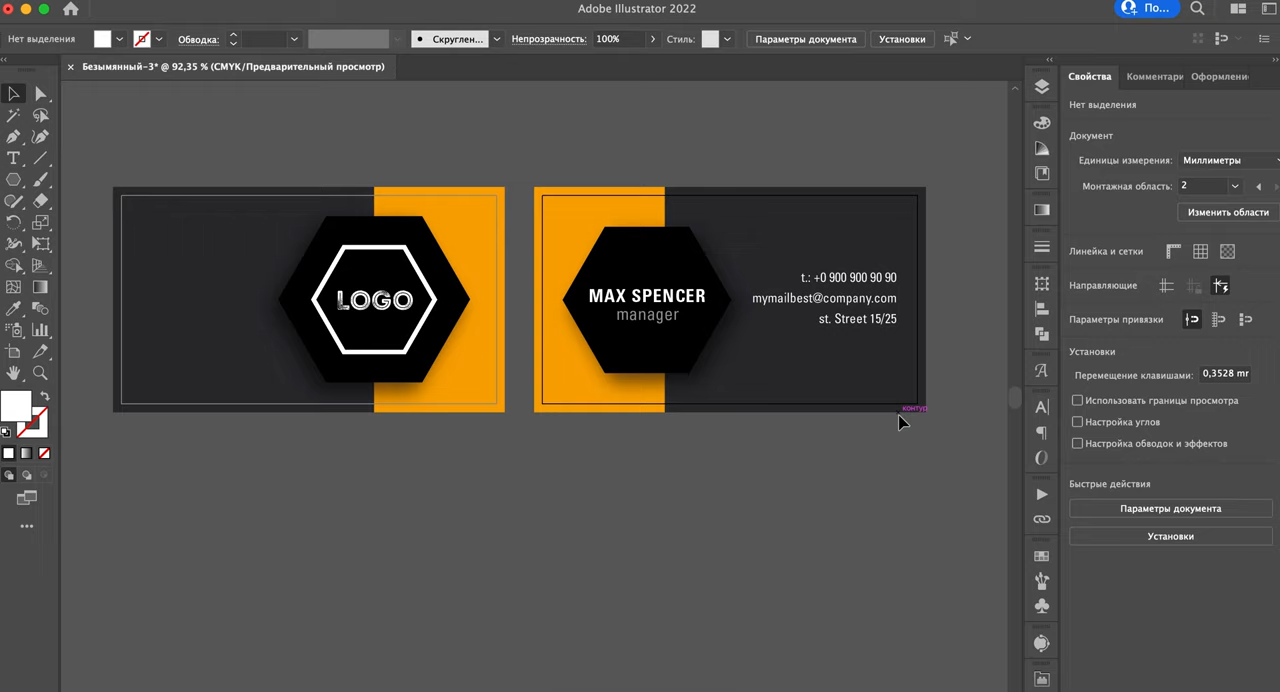 Adobe Illustrator 2022
По...
Нет выделения
Обводка:
Скруглен...
Непрозрачность:
100%
Стиль:
Параметры документа
Установки
Безымянный-3* @ 92,35 % (CMYK/Предварительный просмотр)
Свойства
Комментари
Оформлени
Нет выделения
Документ
Единицы измерения:
Миллиметры
Монтажная область:
2
Изменить области
Линейка и сетки
Направляющие
Параметры привязки
Установки
Перемещение клавишами:
0,3528 mm
Использовать границы просмотра
Настройка углов
Настройка обводок и эффектов
Быстрые действия
Параметры документа
Установки
LOGO
MAX SPENCER
manager
t.: +0 900 900 90 90
mymailbest@company.com
st. Street 15/25
контур